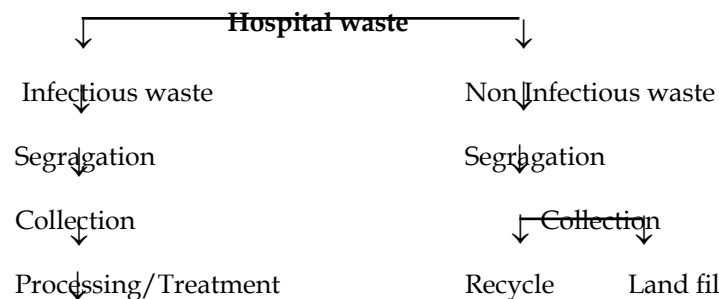 Hospital waste
Infectious waste Non Infectious waste
Segragation Segragation
Collection Collection
Processing/Treatment Recycle Land fil